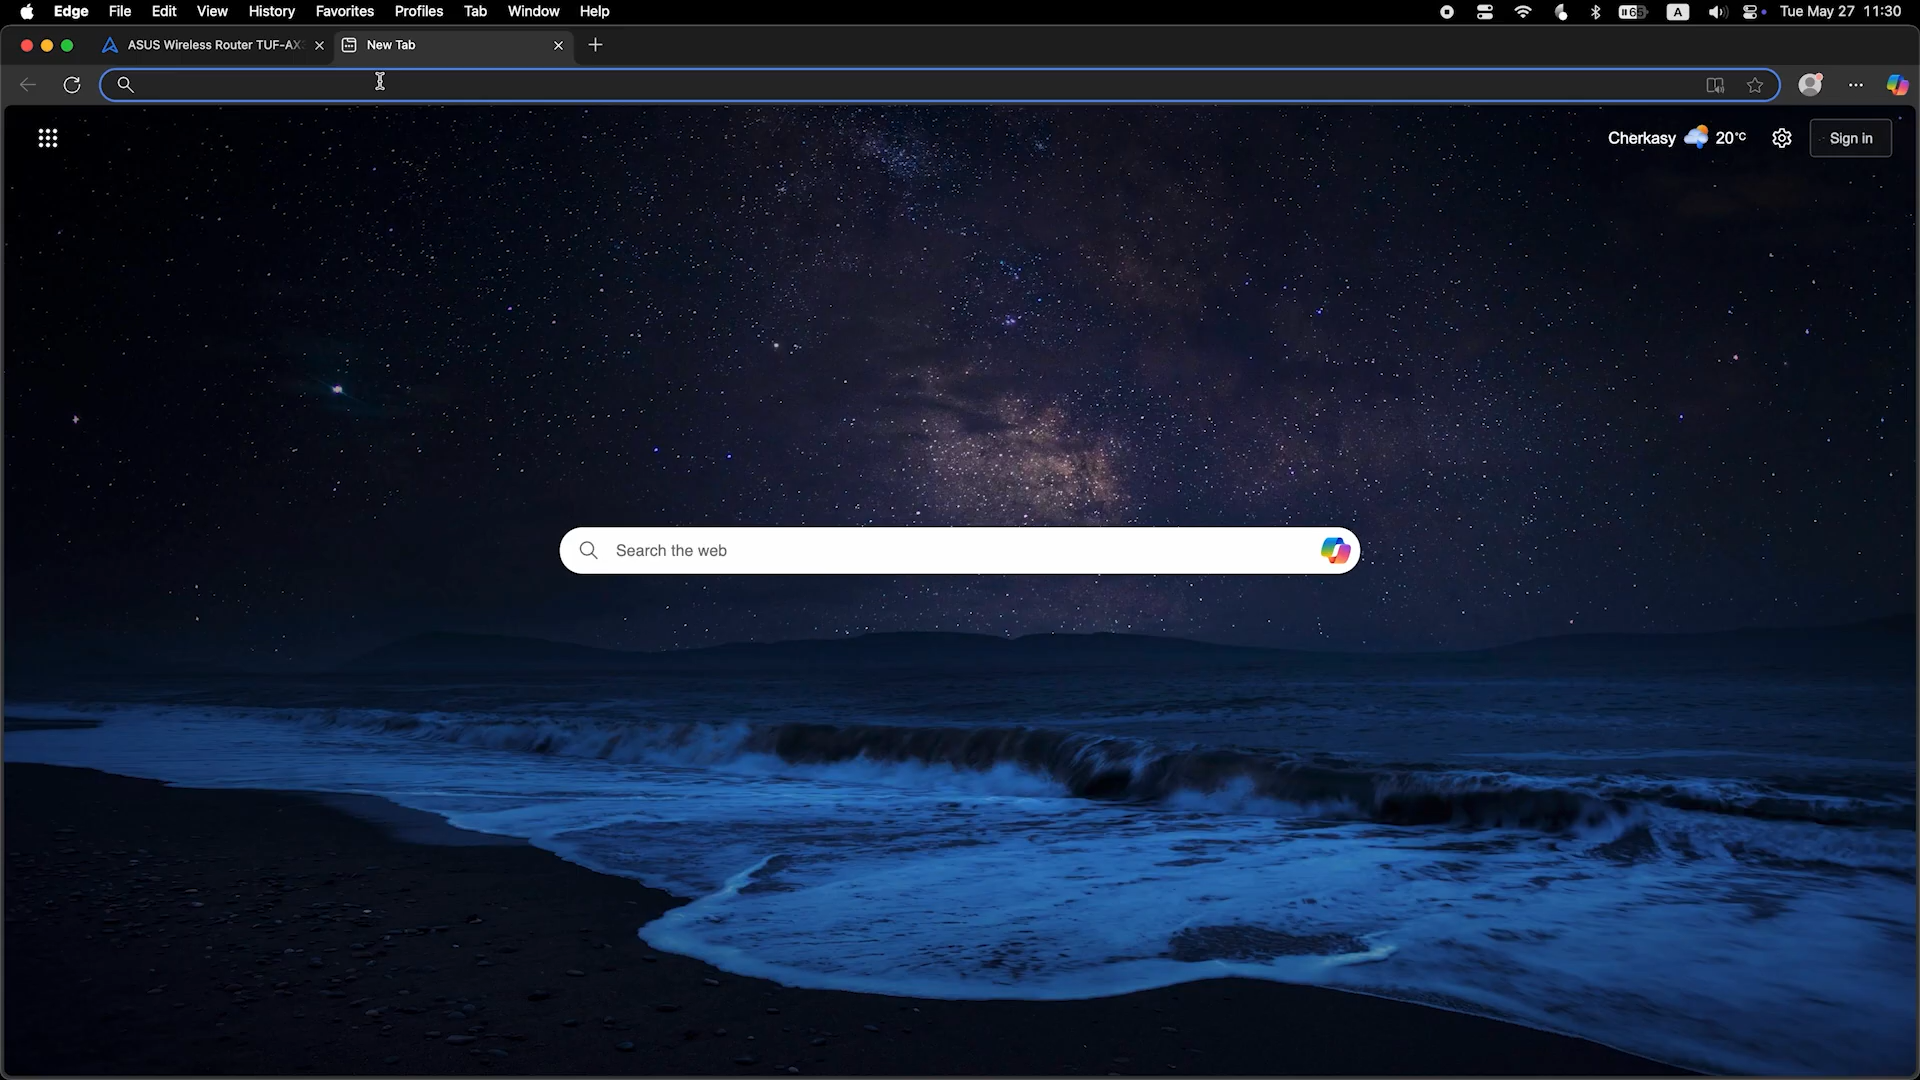 Edge File Edit View History Favorites Profiles Tab Window Help
65 A Tue May 27 11:30
ASUS Wireless Router TUF-AX
New Tab
Cherkasy 20°C Sign in
Search the web